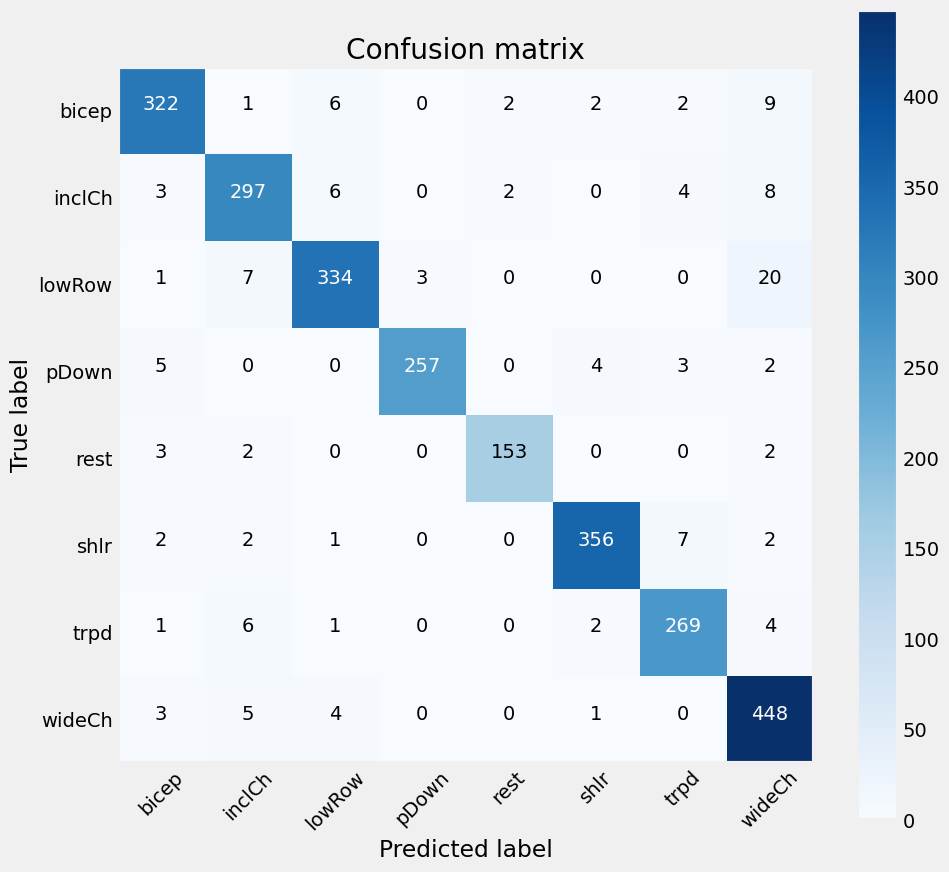 Confusion matrix
bicep 322 1 6 0 2 2 2 9
inclCh 3 297 6 0 2 0 4 8
lowRow 1 7 334 3 0 0 0 20
pDown 5 0 0 257 0 4 3 2
rest 3 2 0 0 153 0 0 2
shlr 2 2 1 0 0 356 7 2
trpd 1 6 1 0 0 2 269 4
wideCh 3 5 4 0 0 1 0 448
bicep inclCh lowRow pDown rest shlr trpd wideCh
Predicted label
True label
400
350
300
250
200
150
100
50
0